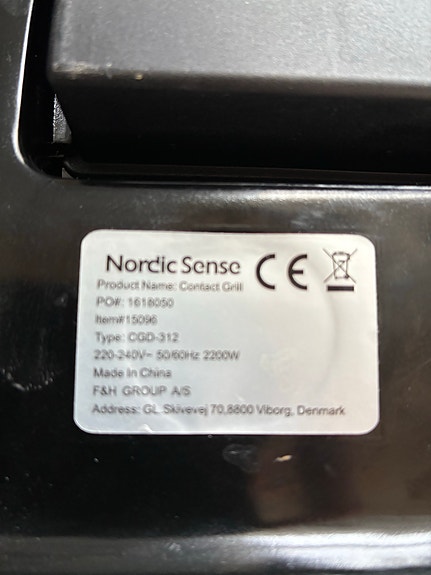 Nordic Sense CE
Product Name: Contact Grill
PO#: 1618050
Item#15096
Type: CGD-312
220-240V~ 50/60Hz 2200W
Made In China
F&H GROUP A/S
Address: GL. Skivevej 70,8800 Viborg, Denmark